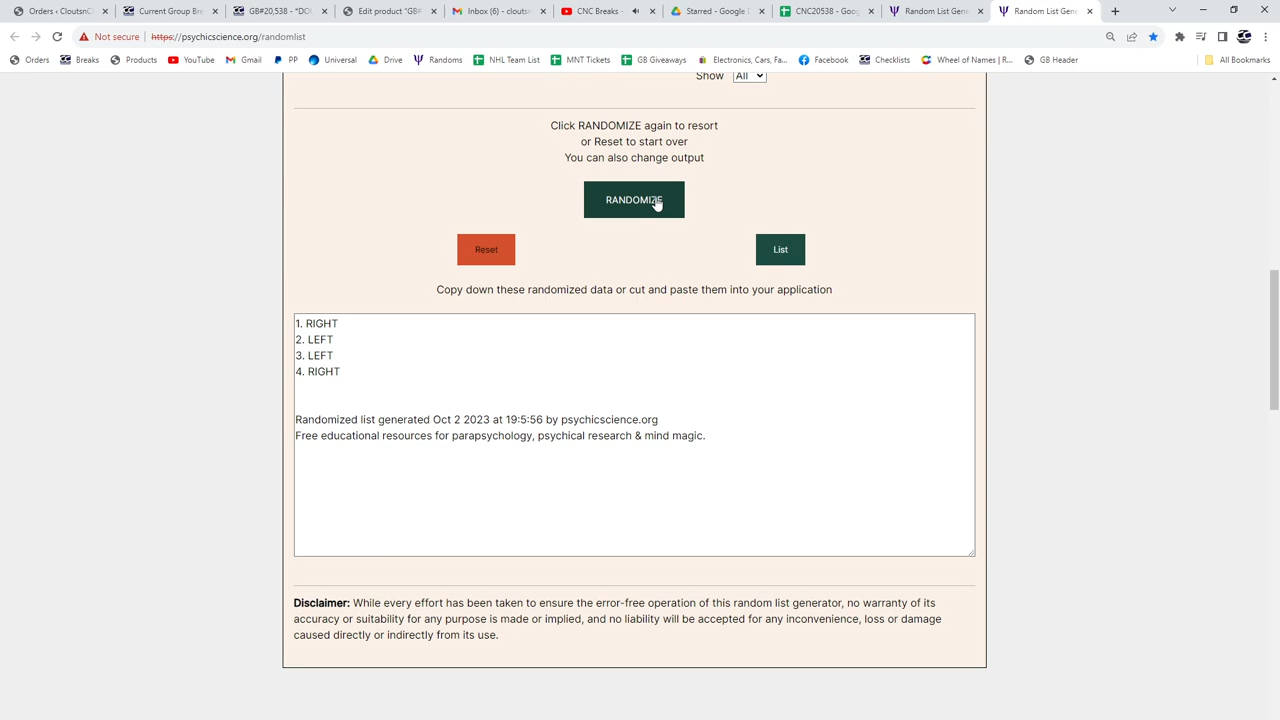 Orders ‹ CloutsnC
Current Group Bre
GB#20,538 - *DOU
Edit product "GB#
Inbox (6) - clouts
CNC Breaks -
Starred - Google D
CNC20538 - Goog
Random List Gene
Random List Gene
Not secure
https://psychicscience.org/randomlist
Orders
Breaks
Products
YouTube
Gmail
PP
Universal
Drive
Randoms
NHL Team List
MNT Tickets
GB Giveaways
Electronics, Cars, Fa...
Facebook
Checklists
Wheel of Names | R...
GB Header
All Bookmarks
Show All
Click RANDOMIZE again to resort
or Reset to start over
You can also change output
RANDOMIZE
Reset
List
Copy down these randomized data or cut and paste them into your application
1. RIGHT
2. LEFT
3. LEFT
4. RIGHT
Randomized list generated Oct 2 2023 at 19:5:56 by psychicscience.org
Free educational resources for parapsychology, psychical research & mind magic.
Disclaimer: While every effort has been taken to ensure the error-free operation of this random list generator, no warranty of its
accuracy or suitability for any purpose is made or implied, and no liability will be accepted for any inconvenience, loss or damage
caused directly or indirectly from its use.